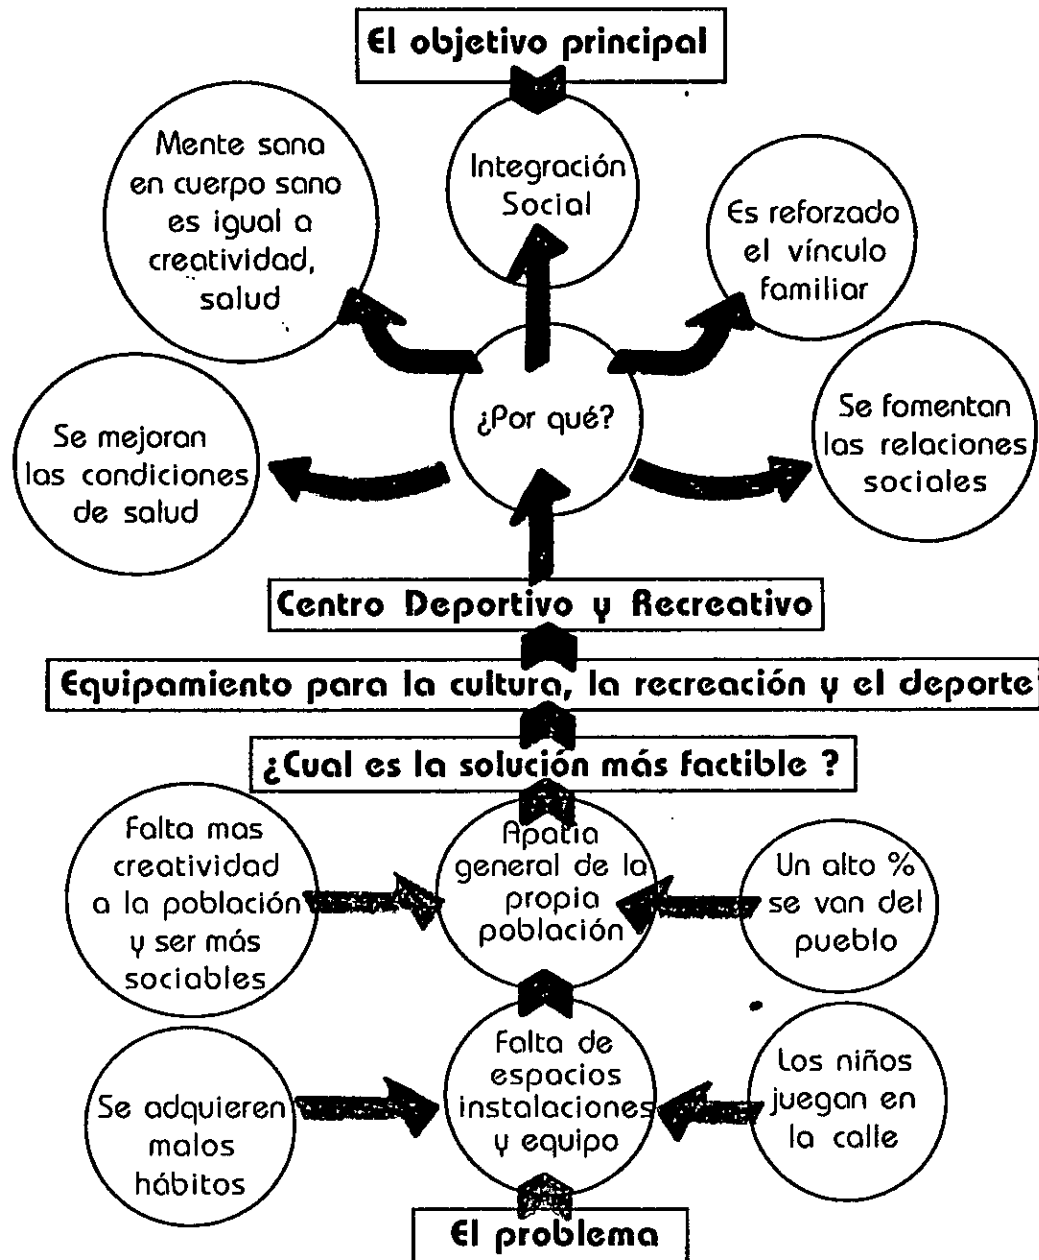 El objetivo principal
Mente sana
en cuerpo sano
es igual a
creatividad,
salud
Integración
Social
Es reforzado
el vínculo
familiar
Se mejoran
las condiciones
de salud
¿Por qué?
Se fomentan
las relaciones
sociales
Centro Deportivo y Recreativo
Equipamiento para la cultura, la recreación y el deporte
¿Cual es la solución más factible ?
Falta mas
creatividad
a la población
y ser más
sociables
Apatía
general de la
propia
población
Un alto %
se van del
pueblo
Se adquieren
malos
hábitos
Falta de
espacios
instalaciones
y equipo
Los niños
juegan en
la calle
El problema